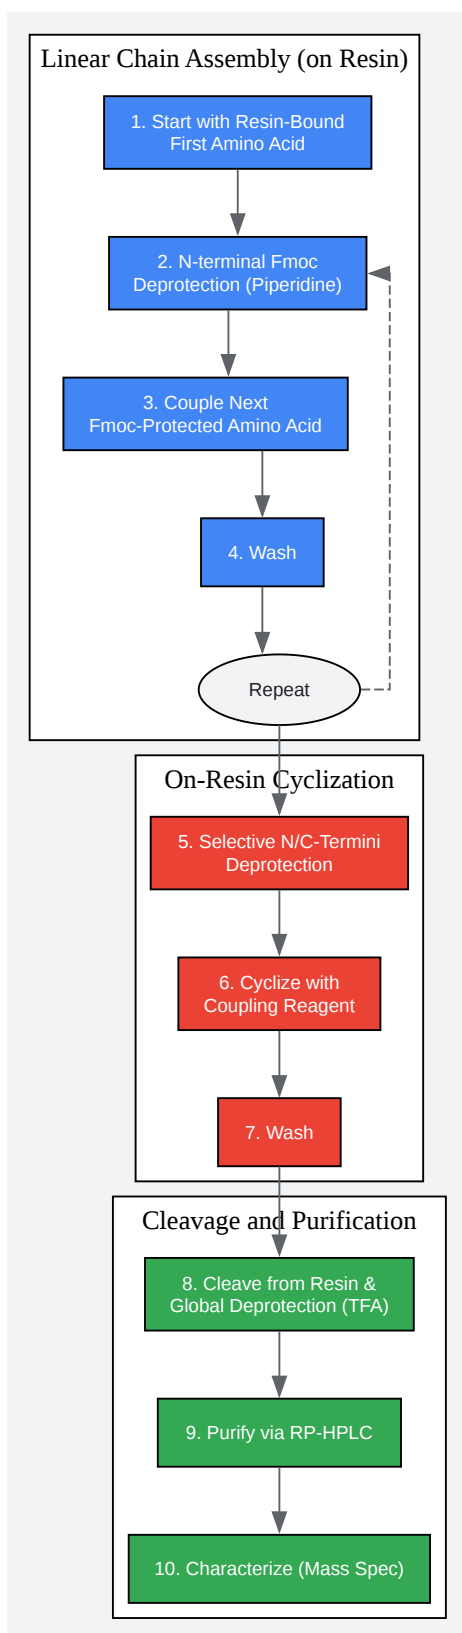 Linear Chain Assembly (on Resin)
1. Start with Resin-Bound
First Amino Acid
2. N-terminal Fmoc
Deprotection (Piperidine)
3. Couple Next
Fmoc-Protected Amino Acid
4. Wash
Repeat
On-Resin Cyclization
5. Selective N/C-Termini
Deprotection
6. Cyclize with
Coupling Reagent
7. Wash
Cleavage and Purification
8. Cleave from Resin &
Global Deprotection (TFA)
9. Purify via RP-HPLC
10. Characterize (Mass Spec)